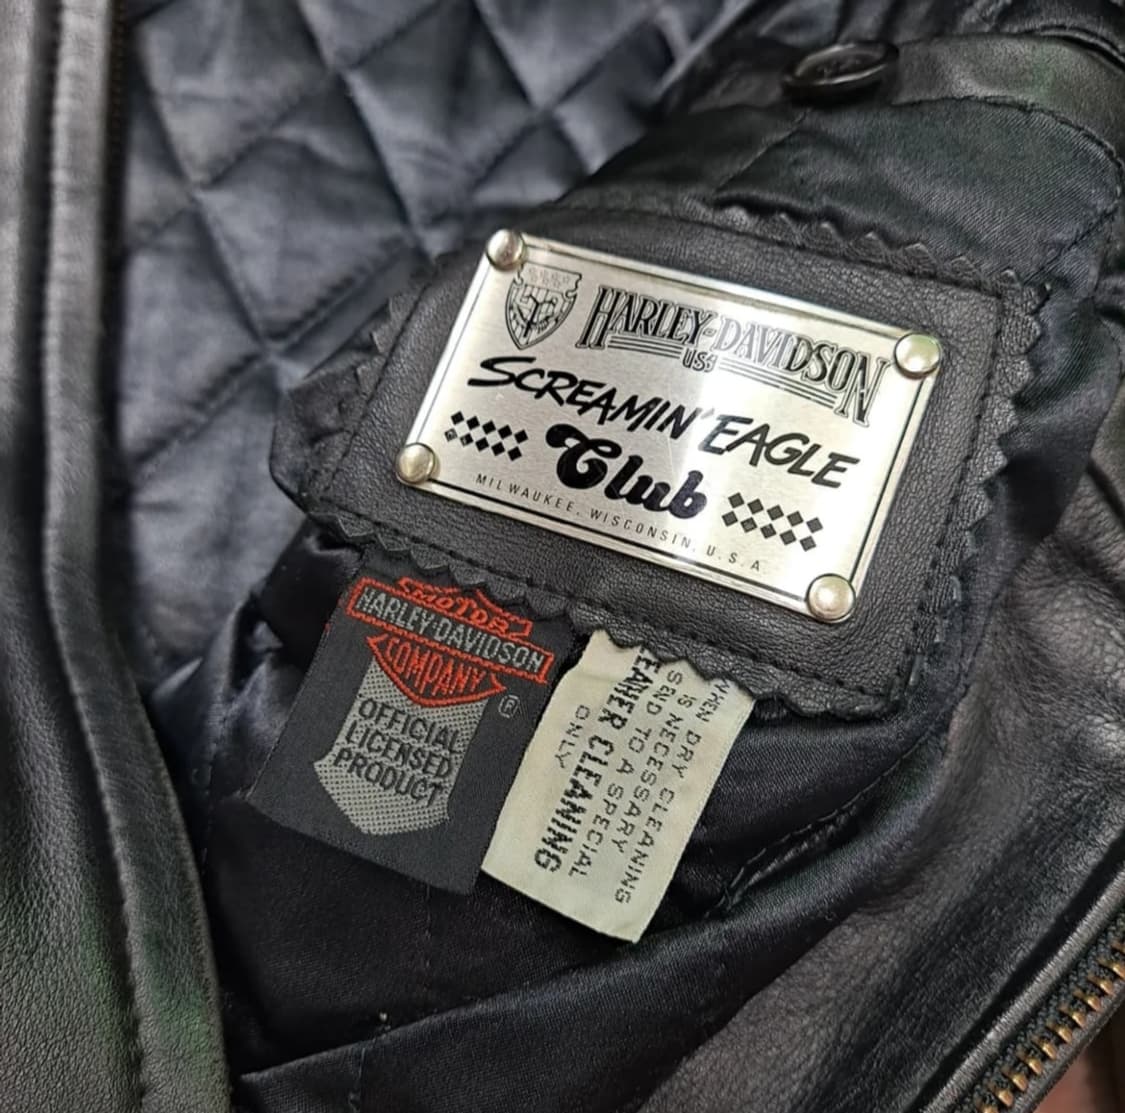 HARLEY-DAVIDSON
USA
SCREAMIN' EAGLE
Club
MILWAUKEE, WISCONSIN, U.S.A.
MOTOR
HARLEY-DAVIDSON
COMPANY
®
OFFICIAL
LICENSED
PRODUCT
WHEN DRY CLEANING
IS NECESSARY
SEND TO A SPECIAL
LEATHER CLEANING
ONLY